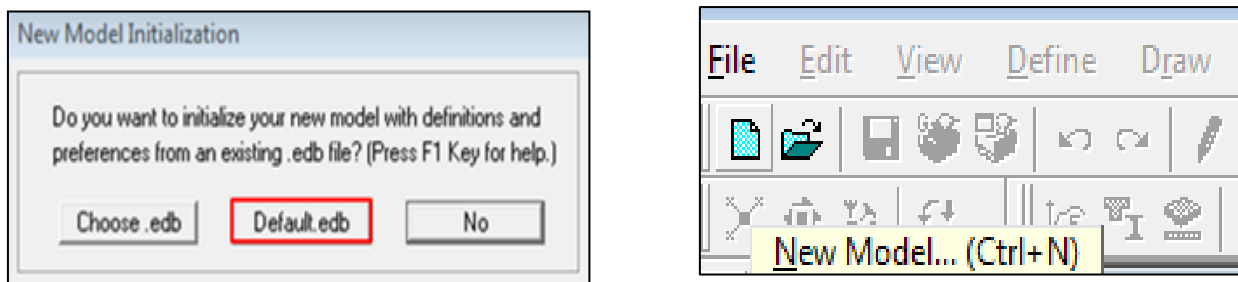 New Model Initialization
Do you want to initialize your new model with definitions and
preferences from an existing .edb file? (Press F1 Key for help.)
Choose .edb
Default.edb
No
File Edit View Define Draw
New Model... (Ctrl+N)